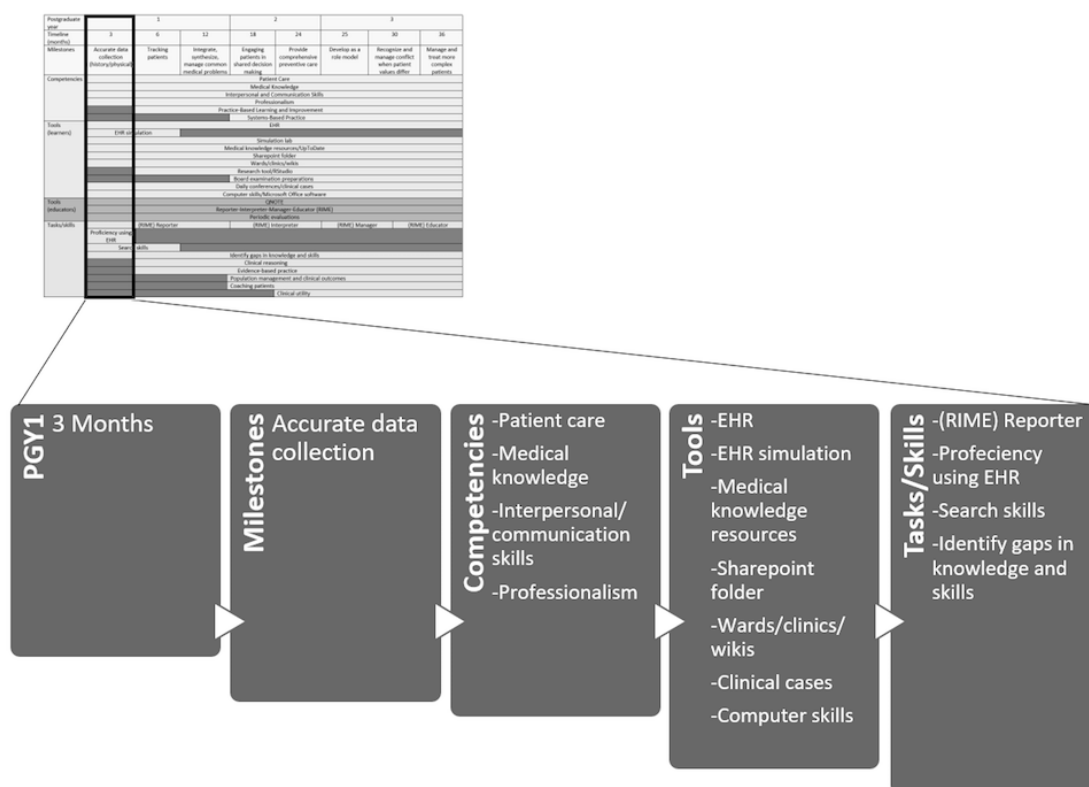 Postgraduate year 1 2 3
Timeline (months) 3 6 12 18 24 25 30 36
Milestones
Accurate data collection (history/physical)
Tracking patients
Integrate, synthesize, manage common medical problems
Engaging patients in shared decision making
Provide comprehensive preventive care
Develop as a role model
Recognize and manage conflict when patient values differ
Manage and treat more complex patients
Competencies
Patient Care
Medical Knowledge
Interpersonal and Communication Skills
Professionalism
Practice-Based Learning and Improvement
Systems-Based Practice
Tools (learners)
EHR
EHR simulation
Simulation lab
Medical knowledge resources/UpToDate
Sharepoint folder
Wards/clinics/wikis
Research tool/RStudio
Board examination preparations
Daily conferences/clinical cases
Computer skills/Microsoft Office software
Tools (educators)
QNOTE
Reporter-Interpreter-Manager-Educator (RIME)
Periodic evaluations
Tasks/skills
(RIME) Reporter (RIME) Interpreter (RIME) Manager (RIME) Educator
Proficiency using EHR
Search skills
Identify gaps in knowledge and skills
Clinical reasoning
Evidence-based practice
Population management and clinical outcomes
Coaching patients
Clinical utility
PGY1
3 Months
Milestones
Accurate data
collection
Competencies
-Patient care
-Medical
knowledge
-Interpersonal/
communication
skills
-Professionalism
Tools
-EHR
-EHR simulation
-Medical
knowledge
resources
-Sharepoint
folder
-Wards/clinics/
wikis
-Clinical cases
-Computer skills
Tasks/Skills
-(RIME) Reporter
-Profeciency
using EHR
-Search skills
-Identify gaps in
knowledge and
skills